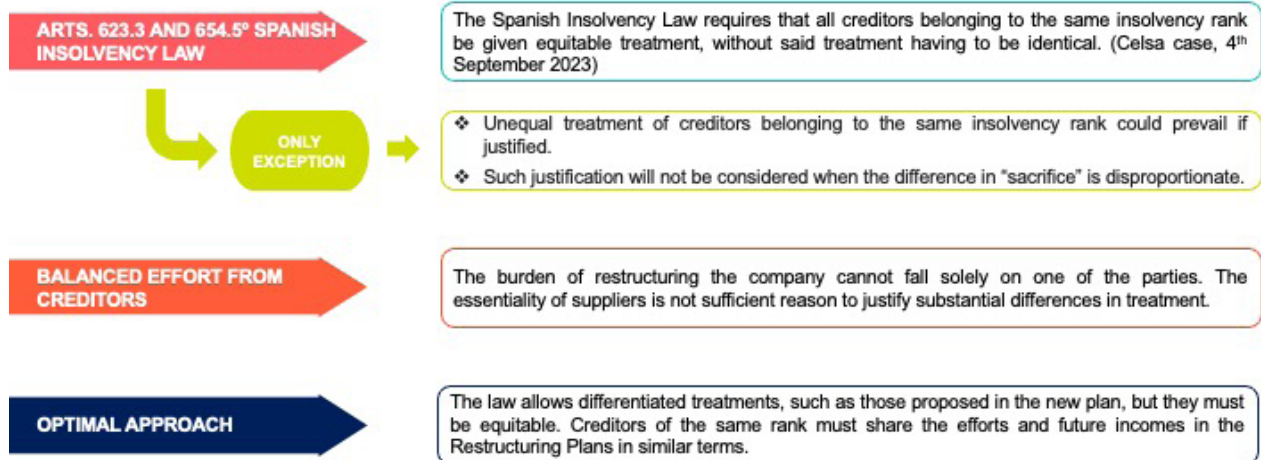 ARTS. 623.3 AND 654.5º SPANISH
INSOLVENCY LAW
The Spanish Insolvency Law requires that all creditors belonging to the same insolvency rank
be given equitable treatment, without said treatment having to be identical. (Celsa case, 4th
September 2023)
ONLY
EXCEPTION
❖ Unequal treatment of creditors belonging to the same insolvency rank could prevail if
justified.
❖ Such justification will not be considered when the difference in “sacrifice” is disproportionate.
BALANCED EFFORT FROM
CREDITORS
The burden of restructuring the company cannot fall solely on one of the parties. The
essentiality of suppliers is not sufficient reason to justify substantial differences in treatment.
OPTIMAL APPROACH
The law allows differentiated treatments, such as those proposed in the new plan, but they must
be equitable. Creditors of the same rank must share the efforts and future incomes in the
Restructuring Plans in similar terms.